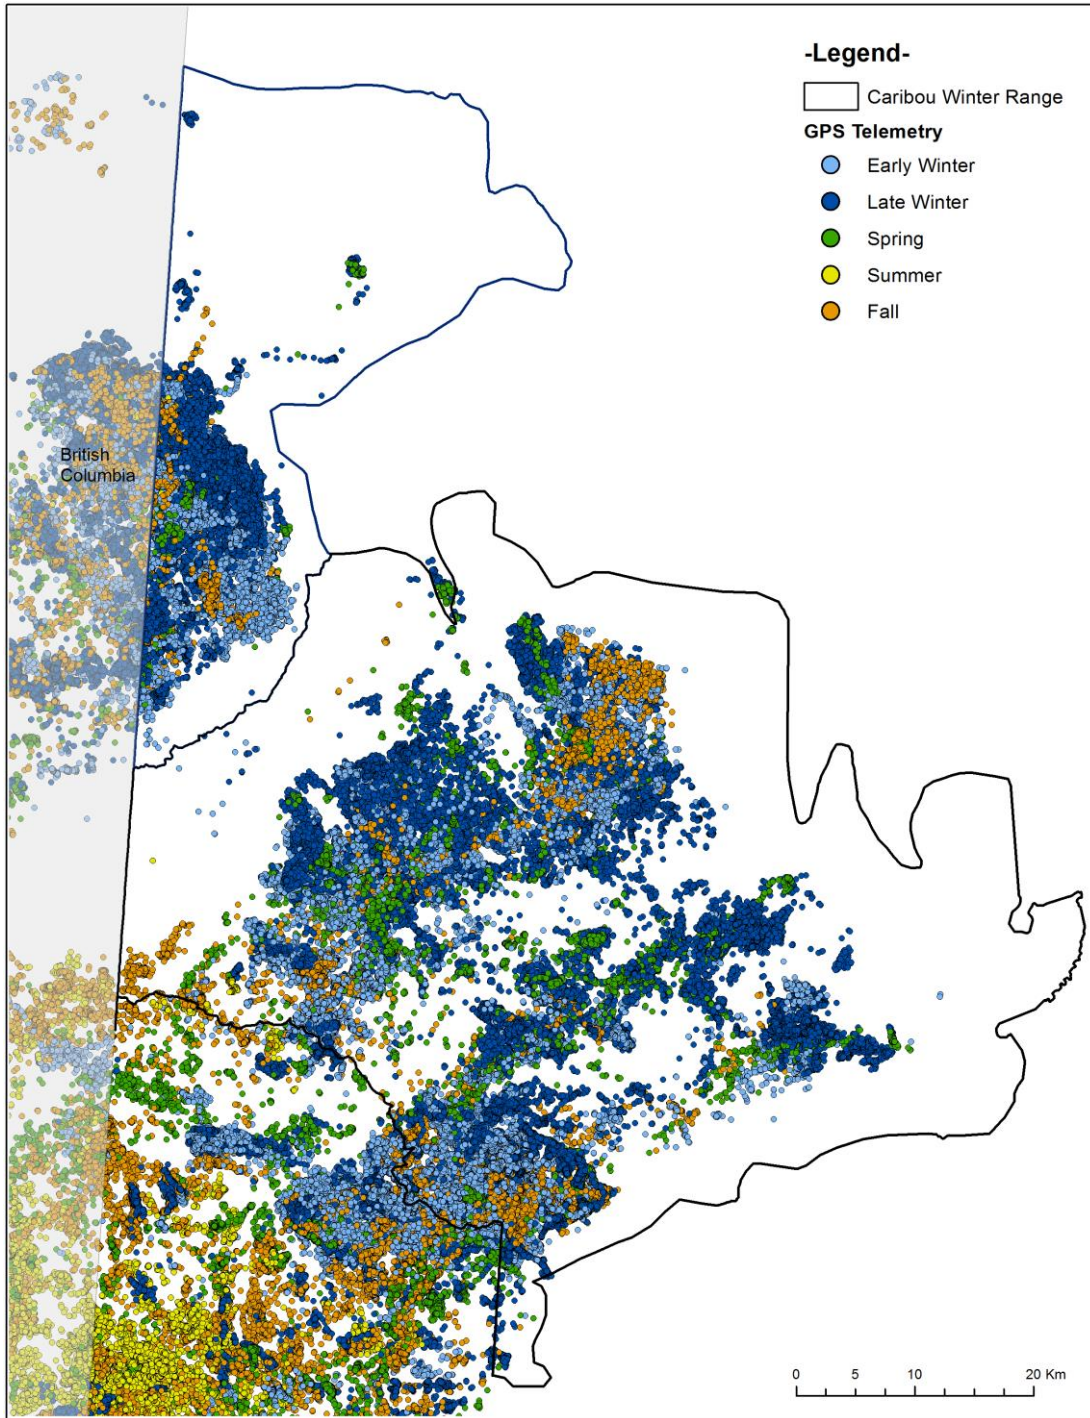 -Legend-
Caribou Winter Range
GPS Telemetry
Early Winter
Late Winter
Spring
Summer
Fall
British
Columbia
0 5 10 20 Km